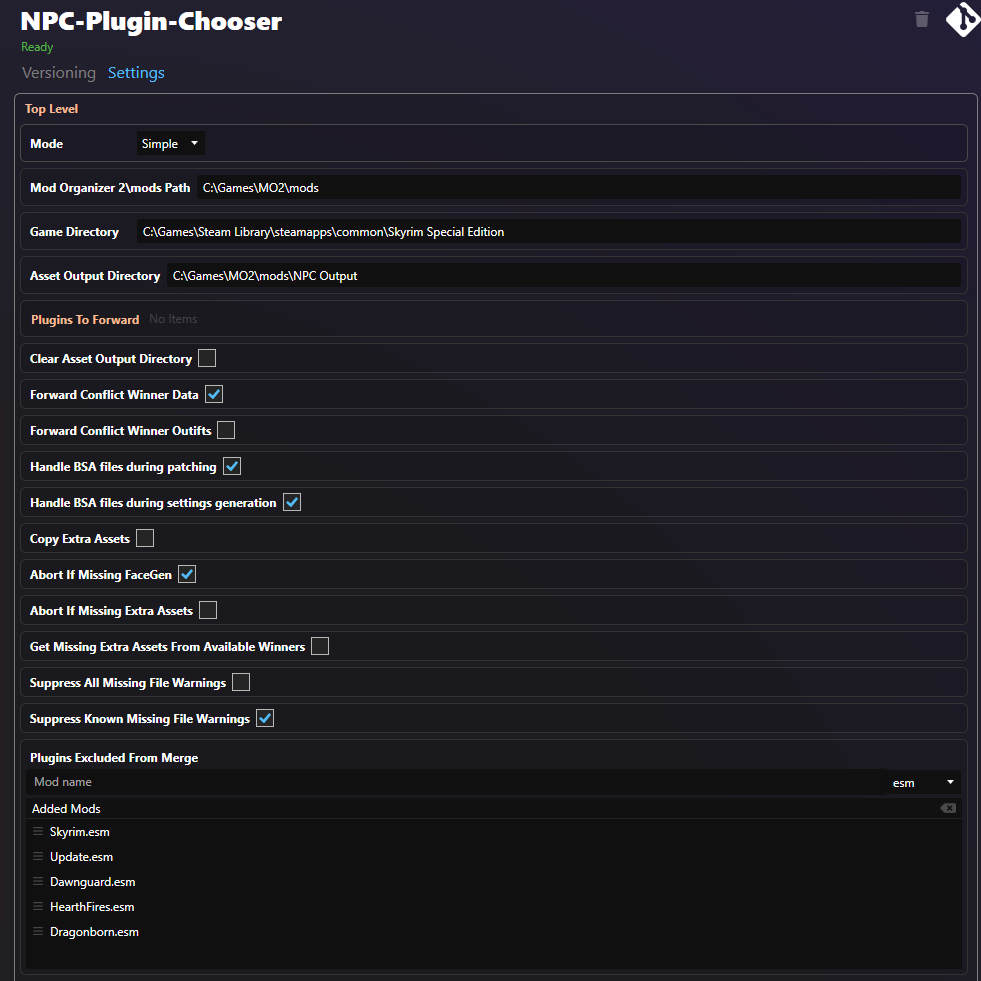 NPC-Plugin-Chooser
Ready
Versioning Settings
Top Level
Mode Simple
Mod Organizer 2\mods Path C:\Games\MO2\mods
Game Directory C:\Games\Steam Library\steamapps\common\Skyrim Special Edition
Asset Output Directory C:\Games\MO2\mods\NPC Output
Plugins To Forward No Items
Clear Asset Output Directory
Forward Conflict Winner Data
Forward Conflict Winner Outifts
Handle BSA files during patching
Handle BSA files during settings generation
Copy Extra Assets
Abort If Missing FaceGen
Abort If Missing Extra Assets
Get Missing Extra Assets From Available Winners
Suppress All Missing File Warnings
Suppress Known Missing File Warnings
Plugins Excluded From Merge
Mod name esm
Added Mods
Skyrim.esm
Update.esm
Dawnguard.esm
HearthFires.esm
Dragonborn.esm